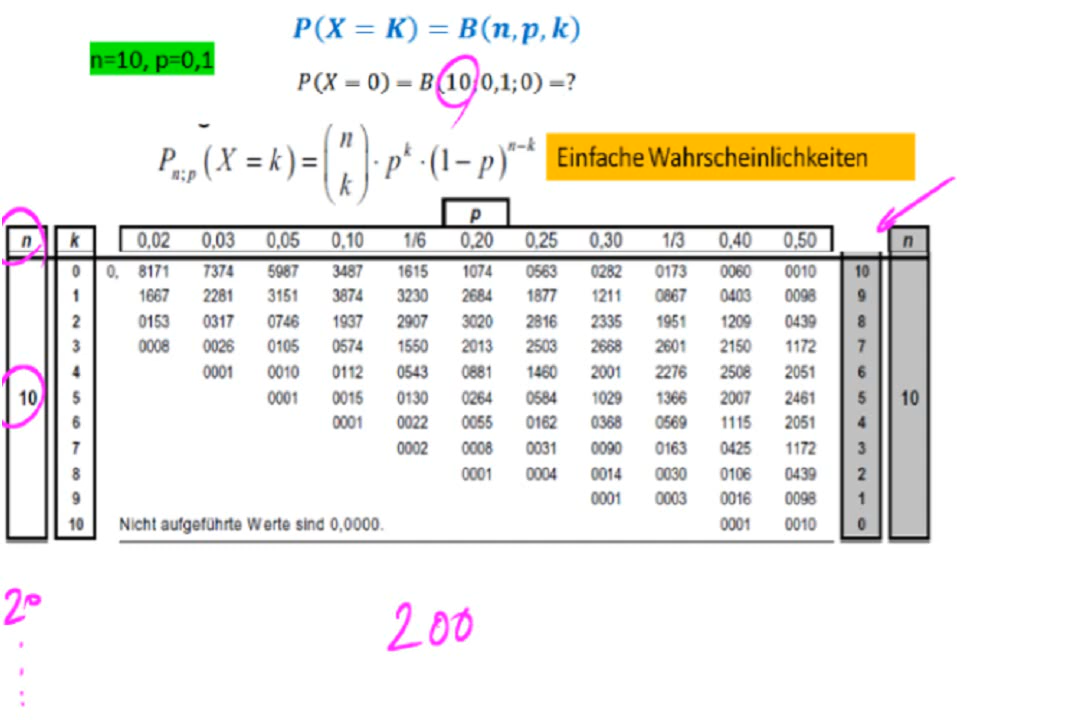 P(X = K) = B(n,p,k)
n=10, p=0,1
P(X = 0) = B(10;0,1;0) =?
P n;p (X = k) = ( n k ) · p^k · (1 − p)^n−k Einfache Wahrscheinlichkeiten
p
n k 0,02 0,03 0,05 0,10 1/6 0,20 0,25 0,30 1/3 0,40 0,50 n
0 0, 8171 7374 5987 3487 1615 1074 0563 0282 0173 0060 0010 10
1 1667 2281 3151 3874 3230 2684 1877 1211 0867 0403 0098 9
2 0153 0317 0746 1937 2907 3020 2816 2335 1951 1209 0439 8
3 0008 0026 0105 0574 1550 2013 2503 2668 2601 2150 1172 7
4 0001 0010 0112 0543 0881 1460 2001 2276 2508 2051 6
10 5 0001 0015 0130 0264 0584 1029 1366 2007 2461 5 10
6 0001 0022 0055 0162 0368 0569 1115 2051 4
7 0002 0008 0031 0090 0163 0425 1172 3
8 0001 0004 0014 0030 0106 0439 2
9 0001 0003 0016 0098 1
10 Nicht aufgeführte Werte sind 0,0000. 0001 0010 0
20
200